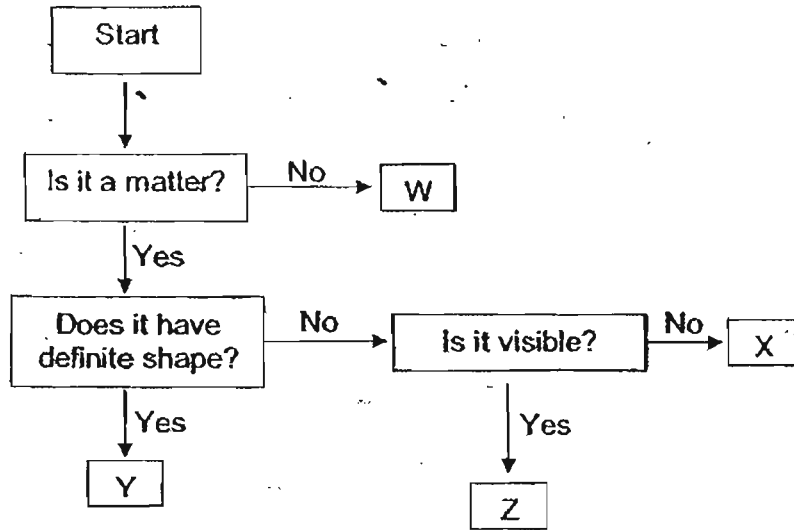 Start
Is it a matter?
No
W
Yes
Does it have
definite shape?
No
Is it visible?
No
X
Yes
Y
Yes
Z